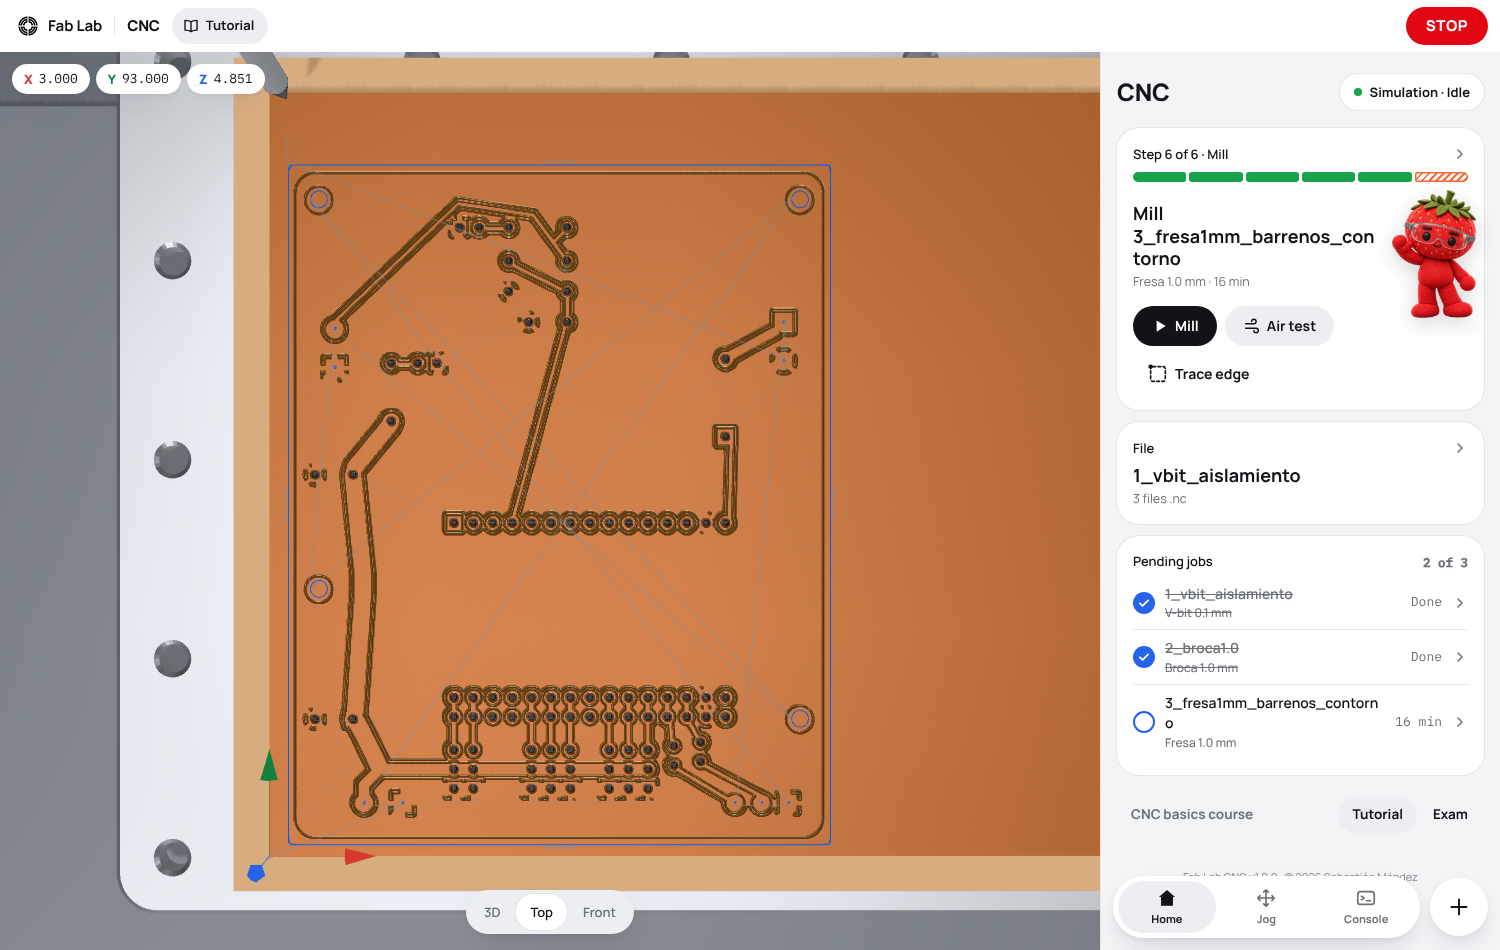 Fab Lab
CNC
Tutorial
STOP
X 3.000
Y 93.000
Z 4.851
CNC
Simulation · Idle
Step 6 of 6 · Mill
Mill
3_fresa1mm_barrenos_con
torno
Fresa 1.0 mm · 16 min
Mill
Air test
Trace edge
File
1_vbit_aislamiento
3 files .nc
Pending jobs
2 of 3
1_vbit_aislamiento
V-bit 0.1 mm
Done
2_broca1.0
Broca 1.0 mm
Done
3_fresa1mm_barrenos_contorn
o
Fresa 1.0 mm
16 min
CNC basics course
Tutorial
Exam
3D
Top
Front
Home
Jog
Console